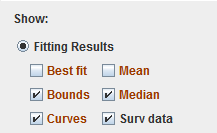 Show:
Fitting Results
Best fit Mean
Bounds Median
Curves Surv data